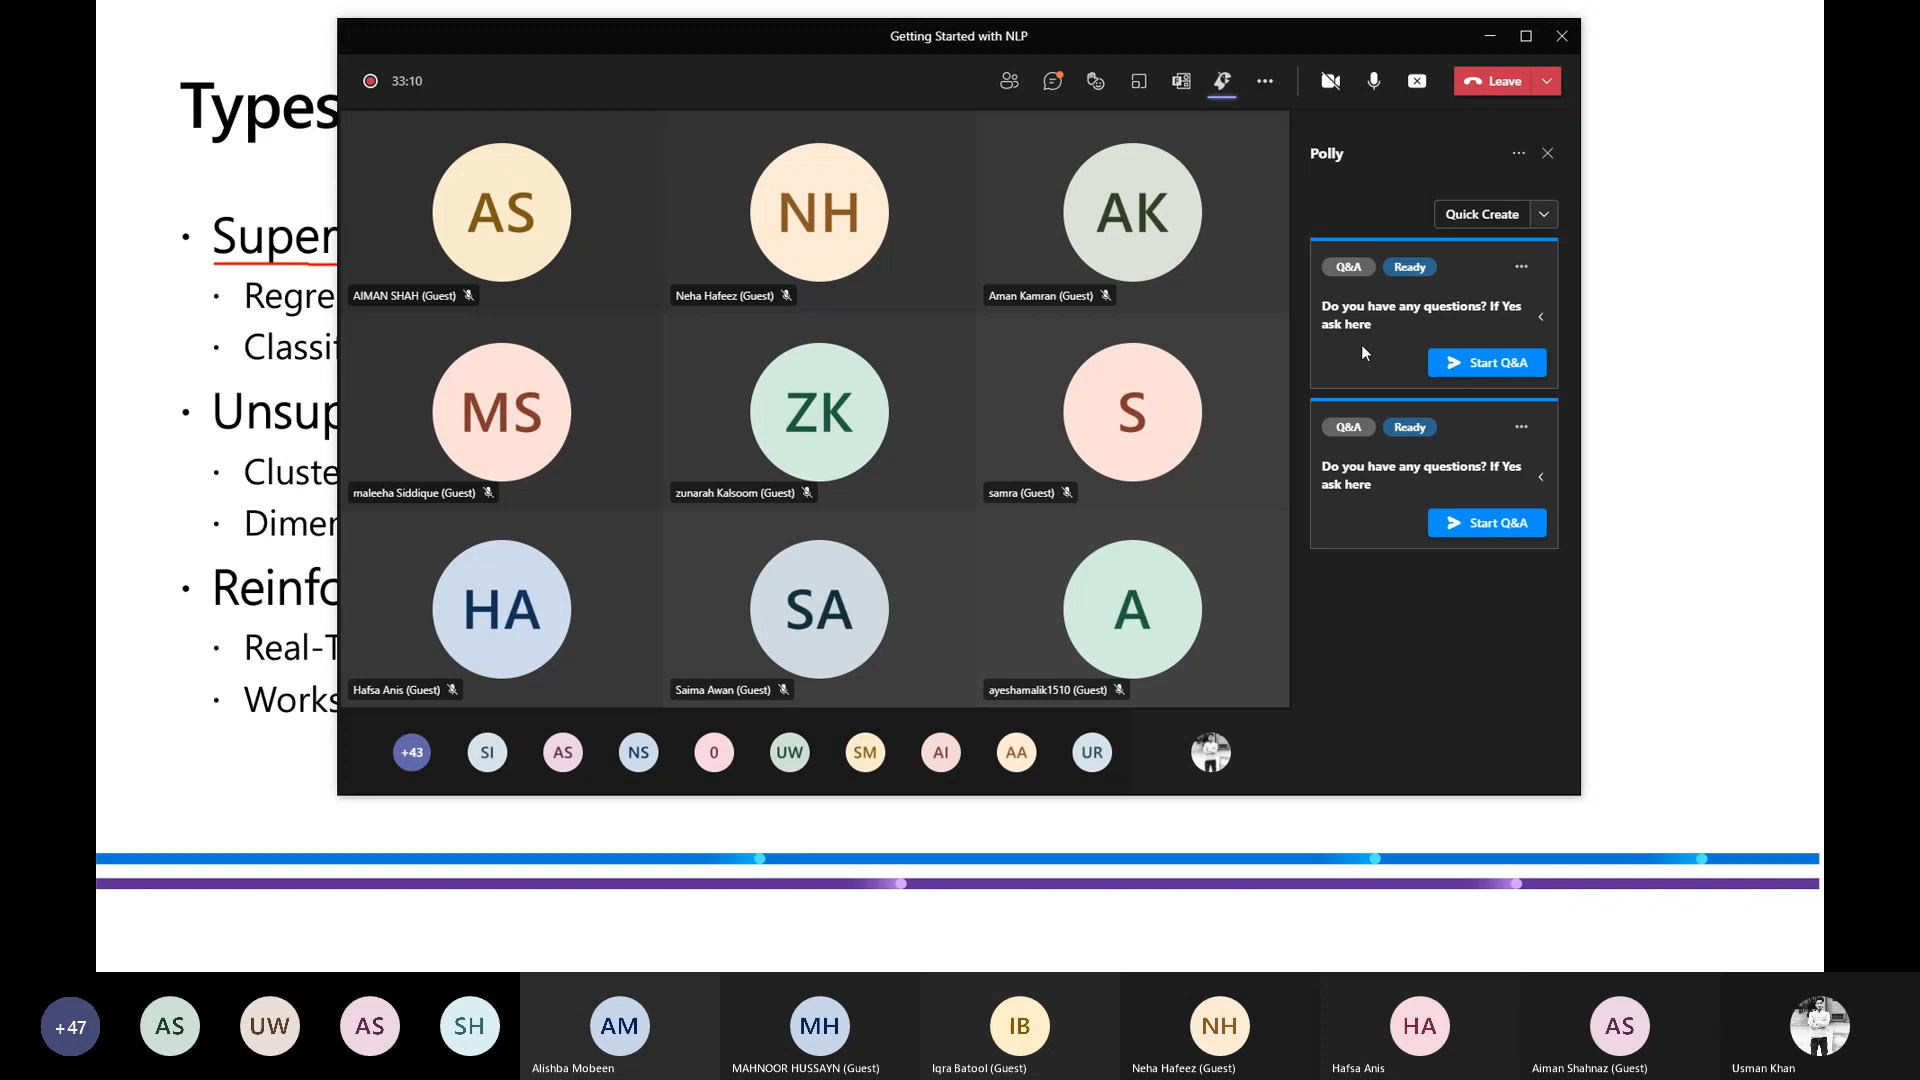 Getting Started with NLP
33:10
Leave
Types
Super
Regre
Classif
Unsup
Cluste
Dimer
Reinfo
Real-T
Works
AS
AIMAN SHAH (Guest)
NH
Neha Hafeez (Guest)
AK
Aman Kamran (Guest)
MS
maleeha Siddique (Guest)
ZK
zunarah Kalsoom (Guest)
S
samra (Guest)
HA
Hafsa Anis (Guest)
SA
Saima Awan (Guest)
A
ayeshamalik1510 (Guest)
Polly
Quick Create
Q&A Ready
Do you have any questions? If Yes
ask here
Start Q&A
Q&A Ready
Do you have any questions? If Yes
ask here
Start Q&A
+43 SI AS NS 0 UW SM AI AA UR
+47 AS UW AS SH AM MH IB NH HA AS
Alishba Mobeen MAHNOOR HUSSAYN (Guest) Iqra Batool (Guest) Neha Hafeez (Guest) Hafsa Anis Aiman Shahnaz (Guest) Usman Khan